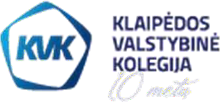 KVK
KLAIPĖDOS
VALSTYBINĖ
KOLEGIJA
10 metų